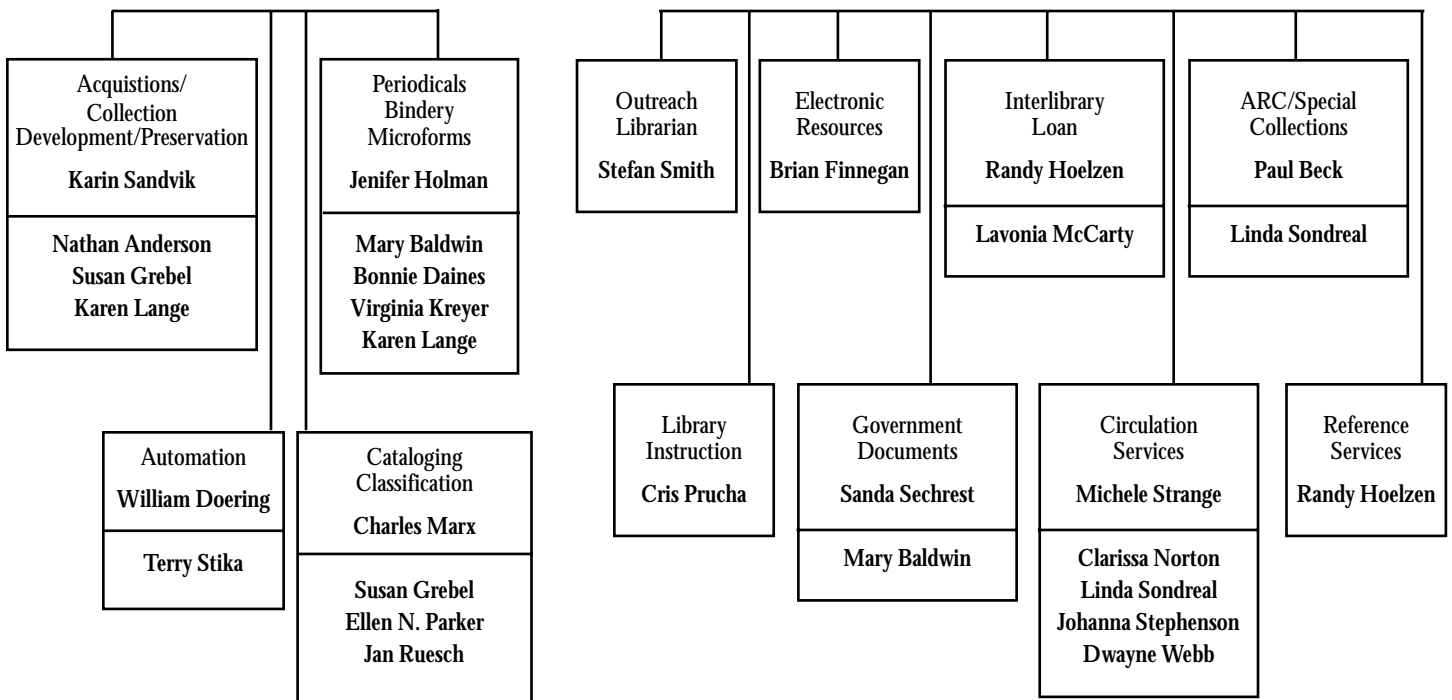 Acquistions/
Collection
Development/Preservation
Karin Sandvik
Nathan Anderson
Susan Grebel
Karen Lange
Periodicals
Bindery
Microforms
Jenifer Holman
Mary Baldwin
Bonnie Daines
Virginia Kreyer
Karen Lange
Automation
William Doering
Terry Stika
Cataloging
Classification
Charles Marx
Susan Grebel
Ellen N. Parker
Jan Ruesch
Outreach
Librarian
Stefan Smith
Electronic
Resources
Brian Finnegan
Interlibrary
Loan
Randy Hoelzen
Lavonia McCarty
ARC/Special
Collections
Paul Beck
Linda Sondreal
Library
Instruction
Cris Prucha
Government
Documents
Sanda Sechrest
Mary Baldwin
Circulation
Services
Michele Strange
Clarissa Norton
Linda Sondreal
Johanna Stephenson
Dwayne Webb
Reference
Services
Randy Hoelzen